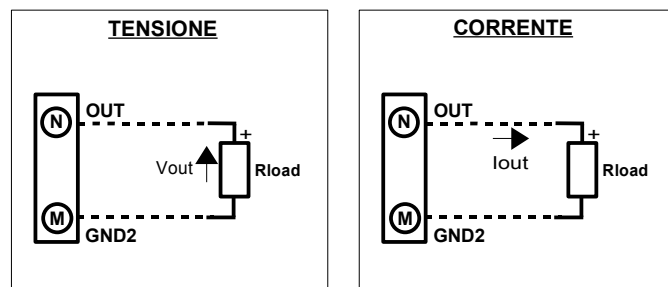 TENSIONE
N
OUT
+
Vout
Rload
M
GND2
CORRENTE
N
OUT
+
Iout
Rload
M
GND2